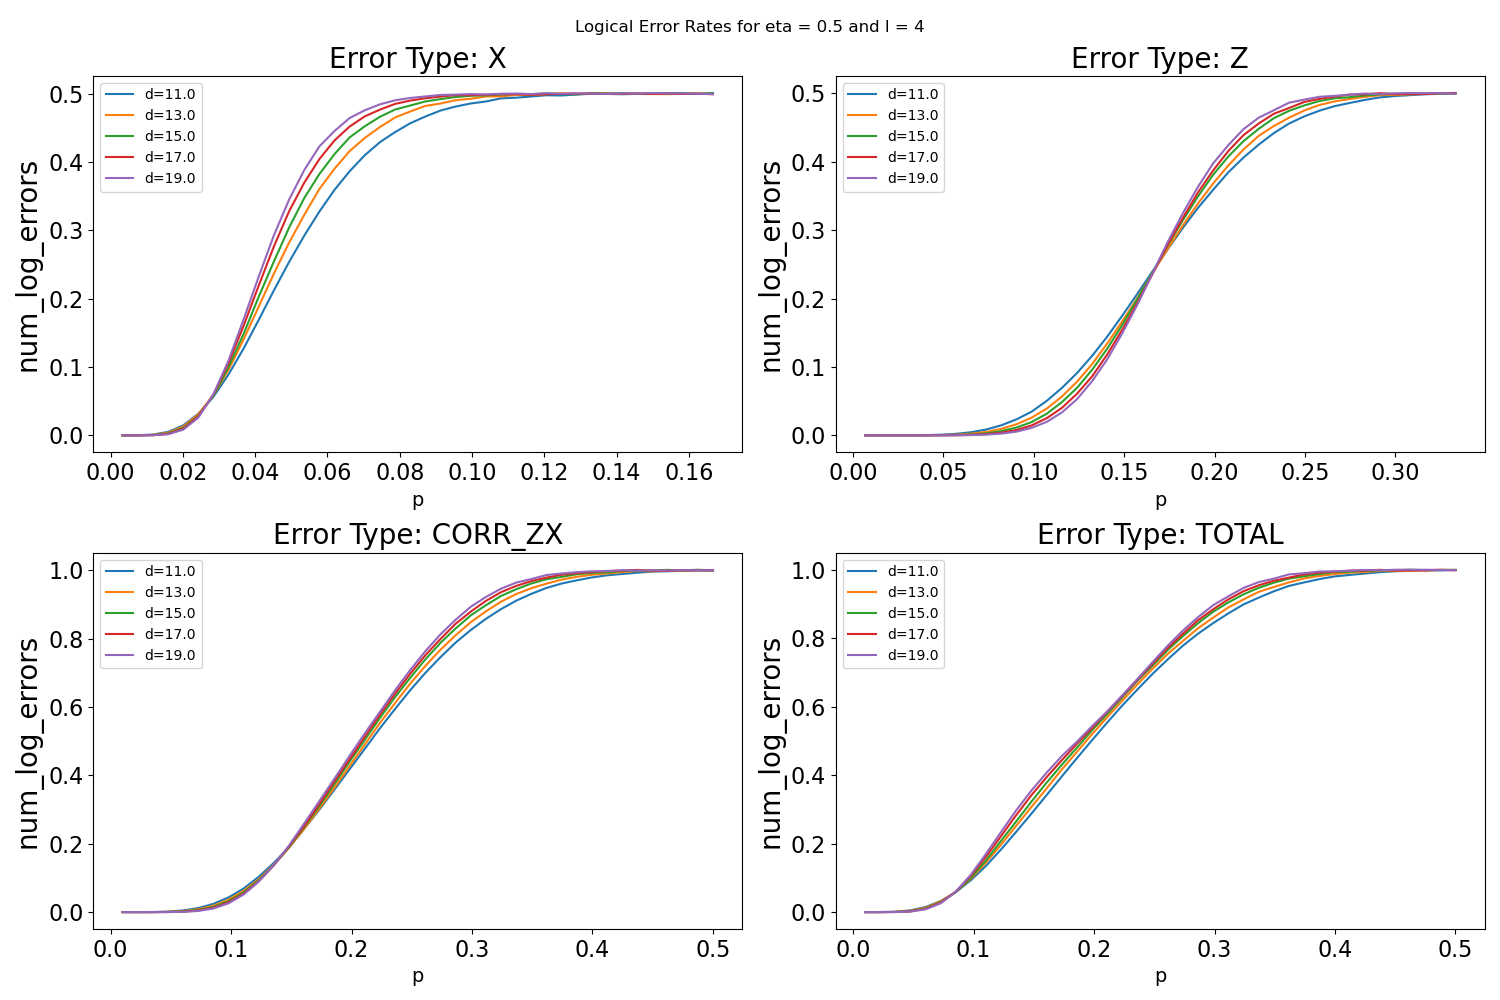 Logical Error Rates for eta = 0.5 and l = 4
Error Type: X
num_log_errors
0.5
0.4
0.3
0.2
0.1
0.0
d=11.0
d=13.0
d=15.0
d=17.0
d=19.0
0.00 0.02 0.04 0.06 0.08 0.10 0.12 0.14 0.16
p
Error Type: Z
num_log_errors
0.5
0.4
0.3
0.2
0.1
0.0
d=11.0
d=13.0
d=15.0
d=17.0
d=19.0
0.00 0.05 0.10 0.15 0.20 0.25 0.30
p
Error Type: CORR_ZX
num_log_errors
1.0
0.8
0.6
0.4
0.2
0.0
d=11.0
d=13.0
d=15.0
d=17.0
d=19.0
0.0 0.1 0.2 0.3 0.4 0.5
p
Error Type: TOTAL
num_log_errors
1.0
0.8
0.6
0.4
0.2
0.0
d=11.0
d=13.0
d=15.0
d=17.0
d=19.0
0.0 0.1 0.2 0.3 0.4 0.5
p